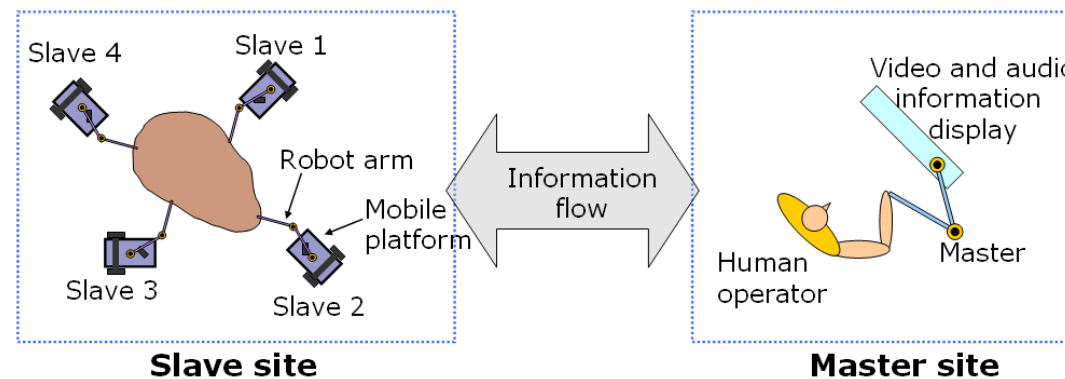 Slave 4
Slave 1
Robot arm
Mobile
platform
Slave 3
Slave 2
Slave site
Information
flow
Video and audio
information
display
Human
operator
Master
Master site